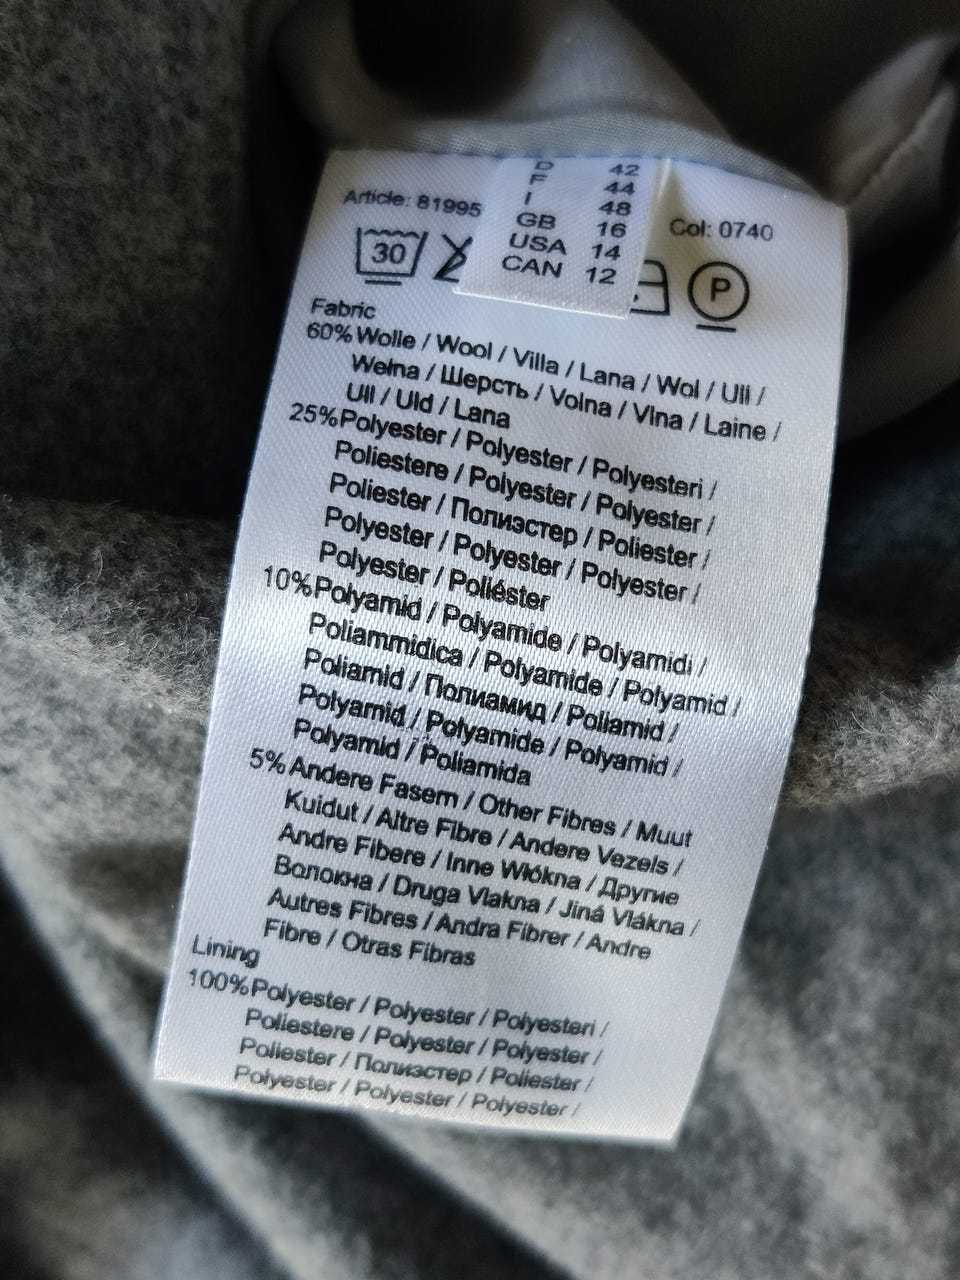 D 42
F 44
I 48
GB 16
USA 14
CAN 12
Article: 81995
Col: 0740
30
P
Fabric
60% Wolle / Wool / Villa / Lana / Wol / Uli /
Wełna / Шерсть / Volna / Vlna / Laine /
Ull / Uld / Lana
25% Polyester / Polyester / Polyesteri /
Poliestere / Polyester / Polyester /
Poliester / Полиэстер / Poliester /
Polyester / Polyester / Polyester /
Polyester / Poliéster
10% Polyamid / Polyamide / Polyamidi /
Poliammidica / Polyamide / Polyamid /
Poliamid / Полиамид / Poliamid /
Polyamid / Polyamide / Polyamid /
Polyamid / Poliamida
5% Andere Fasern / Other Fibres / Muut
Kuidut / Altre Fibre / Andere Vezels /
Andre Fibere / Inne Włókna / Другие
Волокна / Druga Vlakna / Jiná Vlákna /
Autres Fibres / Andra Fibrer / Andre
Fibre / Otras Fibras
Lining
100% Polyester / Polyester / Polyesteri /
Poliestere / Polyester / Polyester /
Poliester / Полиэстер / Poliester /
Polyester / Polyester / Polyester /